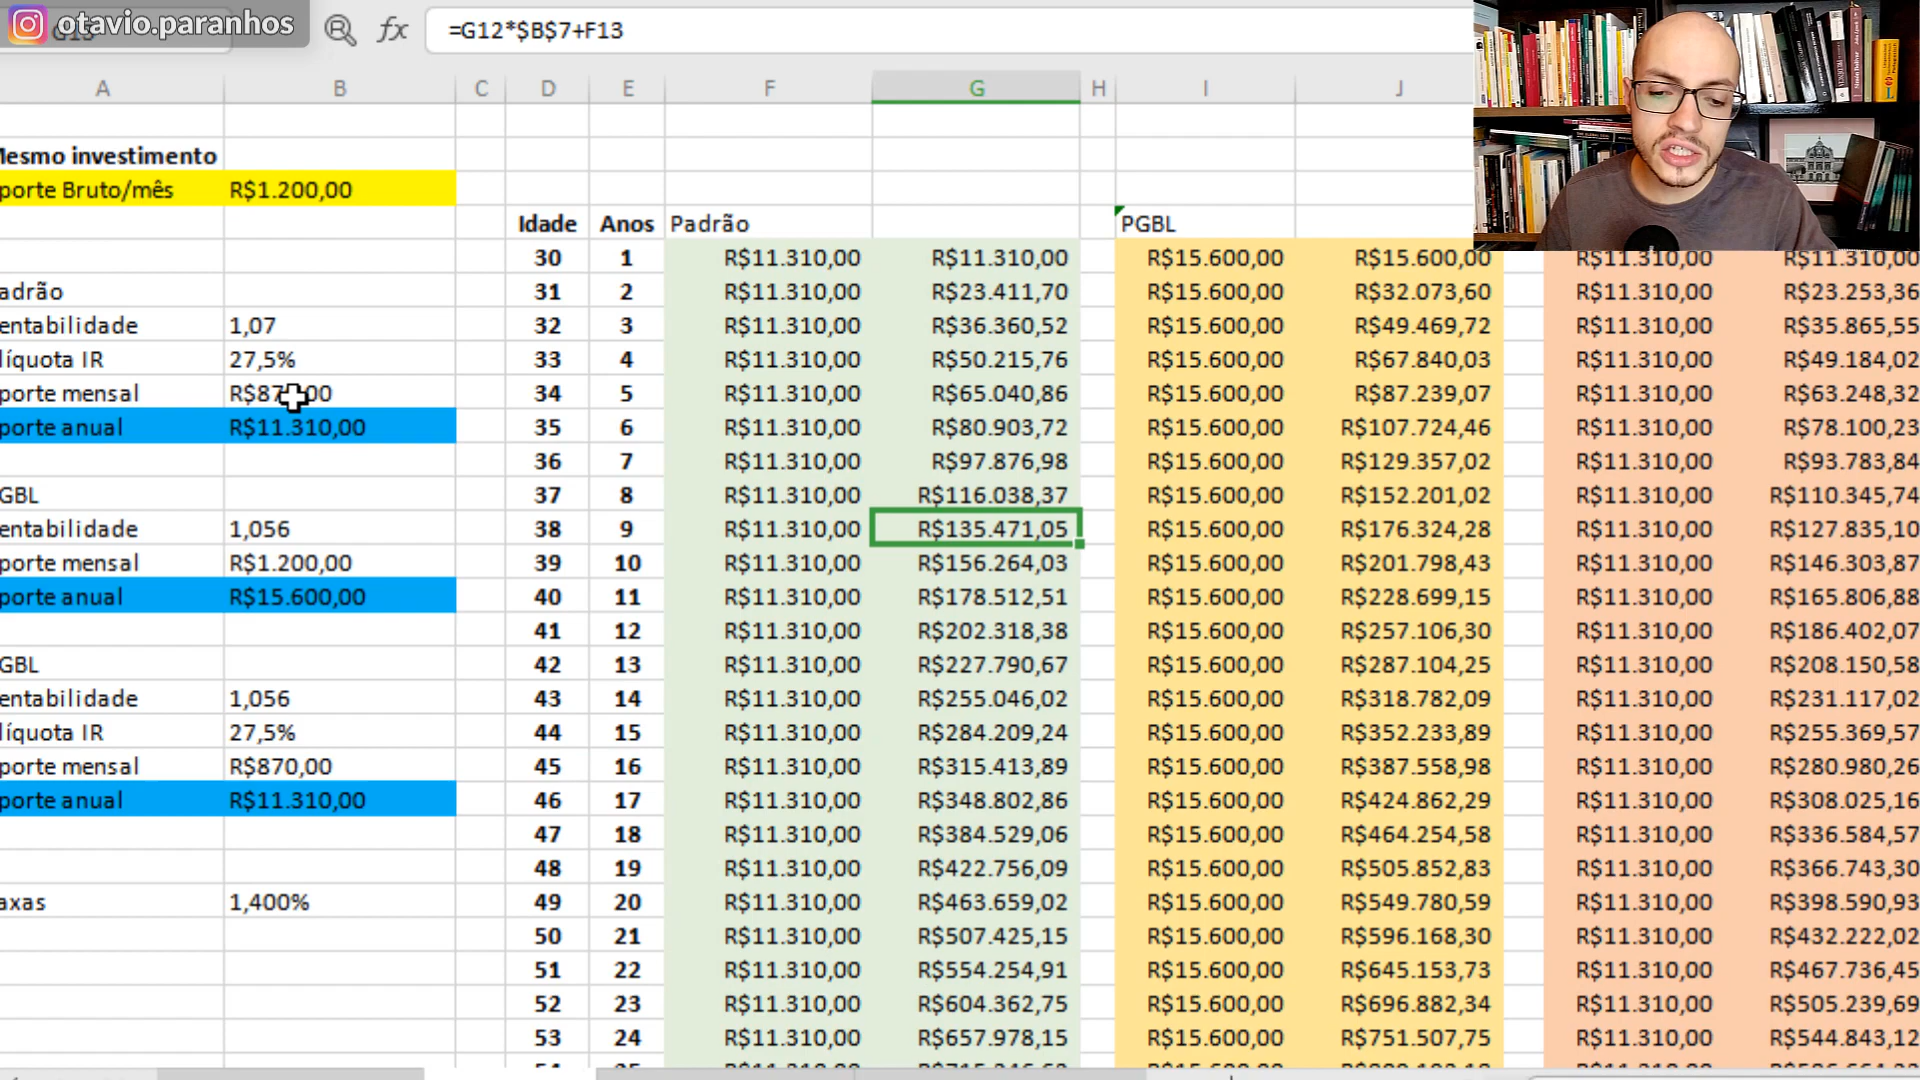 otavio.paranhos
fx =G12*$B$7+F13
A B C D E F G H I J
Mesmo investimento
porte Bruto/mês R$1.200,00
Idade Anos Padrão PGBL
30 1 R$11.310,00 R$11.310,00 R$15.600,00 R$15.600,00 R$11.310,00 R$11.310,00
adrão 31 2 R$11.310,00 R$23.411,70 R$15.600,00 R$32.073,60 R$11.310,00 R$23.253,36
entabilidade 1,07 32 3 R$11.310,00 R$36.360,52 R$15.600,00 R$49.469,72 R$11.310,00 R$35.865,55
líquota IR 27,5% 33 4 R$11.310,00 R$50.215,76 R$15.600,00 R$67.840,03 R$11.310,00 R$49.184,02
porte mensal 34 5 R$11.310,00 R$65.040,86 R$15.600,00 R$87.239,07 R$11.310,00 R$63.248,32
porte anual R$11.310,00 35 6 R$11.310,00 R$80.903,72 R$15.600,00 R$107.724,46 R$11.310,00 R$78.100,23
36 7 R$11.310,00 R$97.876,98 R$15.600,00 R$129.357,02 R$11.310,00 R$93.783,84
GBL 37 8 R$11.310,00 R$116.038,37 R$15.600,00 R$152.201,02 R$11.310,00 R$110.345,74
entabilidade 1,056 38 9 R$11.310,00 R$135.471,05 R$15.600,00 R$176.324,28 R$11.310,00 R$127.835,10
porte mensal R$1.200,00 39 10 R$11.310,00 R$156.264,03 R$15.600,00 R$201.798,43 R$11.310,00 R$146.303,87
porte anual R$15.600,00 40 11 R$11.310,00 R$178.512,51 R$15.600,00 R$228.699,15 R$11.310,00 R$165.806,88
41 12 R$11.310,00 R$202.318,38 R$15.600,00 R$257.106,30 R$11.310,00 R$186.402,07
GBL 42 13 R$11.310,00 R$227.790,67 R$15.600,00 R$287.104,25 R$11.310,00 R$208.150,58
entabilidade 1,056 43 14 R$11.310,00 R$255.046,02 R$15.600,00 R$318.782,09 R$11.310,00 R$231.117,02
líquota IR 27,5% 44 15 R$11.310,00 R$284.209,24 R$15.600,00 R$352.233,89 R$11.310,00 R$255.369,57
porte mensal R$870,00 45 16 R$11.310,00 R$315.413,89 R$15.600,00 R$387.558,98 R$11.310,00 R$280.980,26
porte anual R$11.310,00 46 17 R$11.310,00 R$348.802,86 R$15.600,00 R$424.862,29 R$11.310,00 R$308.025,16
47 18 R$11.310,00 R$384.529,06 R$15.600,00 R$464.254,58 R$11.310,00 R$336.584,57
48 19 R$11.310,00 R$422.756,09 R$15.600,00 R$505.852,83 R$11.310,00 R$366.743,30
axas 1,400% 49 20 R$11.310,00 R$463.659,02 R$15.600,00 R$549.780,59 R$11.310,00 R$398.590,93
50 21 R$11.310,00 R$507.425,15 R$15.600,00 R$596.168,30 R$11.310,00 R$432.222,02
51 22 R$11.310,00 R$554.254,91 R$15.600,00 R$645.153,73 R$11.310,00 R$467.736,45
52 23 R$11.310,00 R$604.362,75 R$15.600,00 R$696.882,34 R$11.310,00 R$505.239,69
53 24 R$11.310,00 R$657.978,15 R$15.600,00 R$751.507,75 R$11.310,00 R$544.843,12